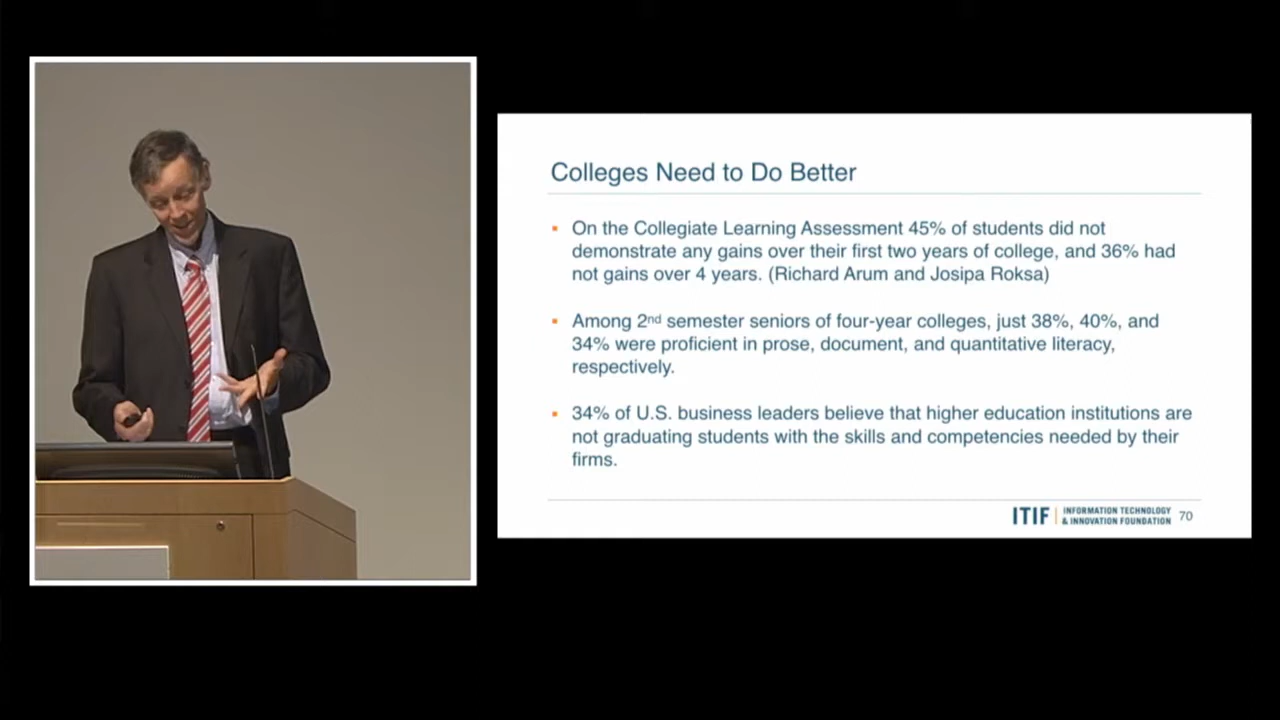 Colleges Need to Do Better
On the Collegiate Learning Assessment 45% of students did not
demonstrate any gains over their first two years of college, and 36% had
not gains over 4 years. (Richard Arum and Josipa Roksa)
Among 2nd semester seniors of four-year colleges, just 38%, 40%, and
34% were proficient in prose, document, and quantitative literacy,
respectively.
34% of U.S. business leaders believe that higher education institutions are
not graduating students with the skills and competencies needed by their
firms.
ITIF | INFORMATION TECHNOLOGY
& INNOVATION FOUNDATION 70